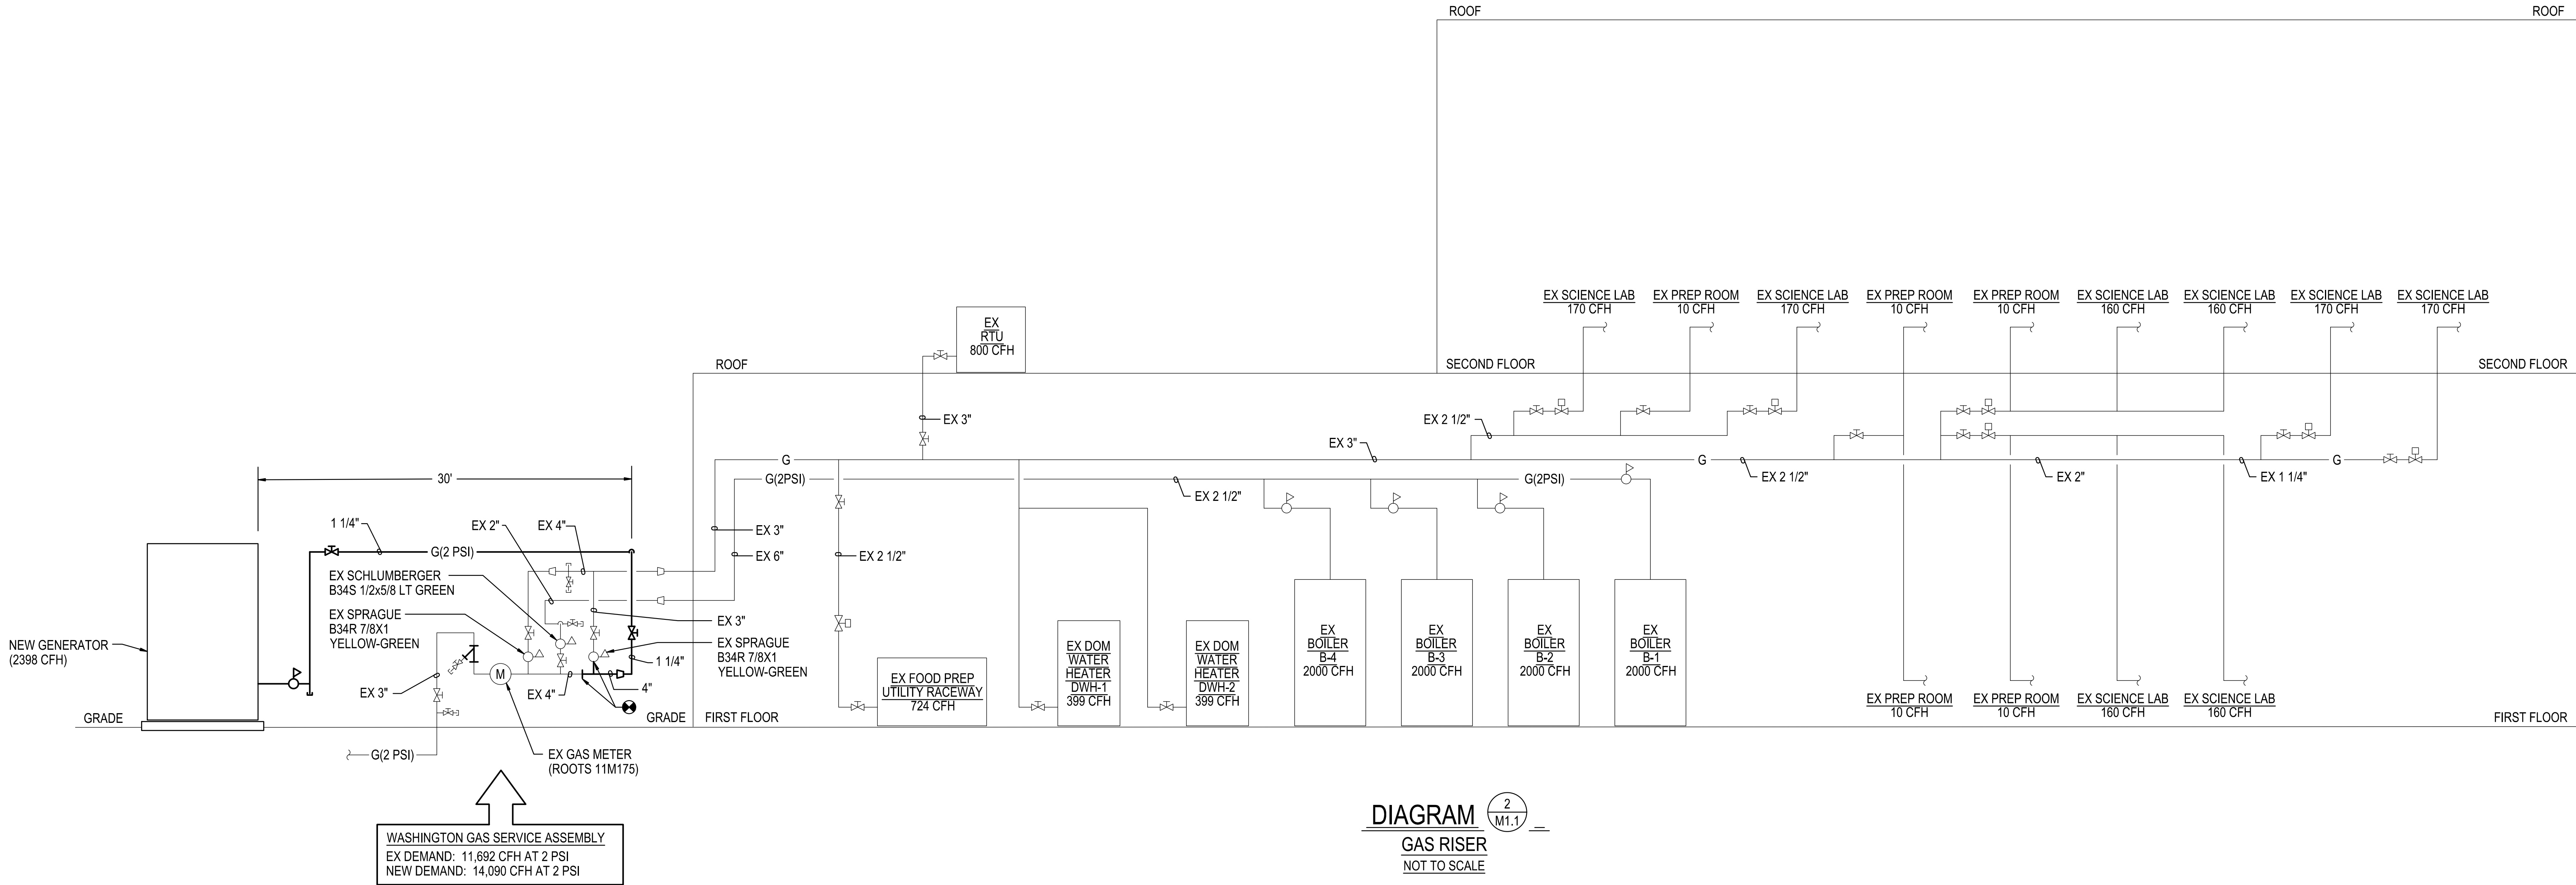 ROOF
ROOF
EX SCIENCE LAB
170 CFH
EX PREP ROOM
10 CFH
EX SCIENCE LAB
170 CFH
EX PREP ROOM
10 CFH
EX PREP ROOM
10 CFH
EX SCIENCE LAB
160 CFH
EX SCIENCE LAB
160 CFH
EX SCIENCE LAB
170 CFH
EX SCIENCE LAB
170 CFH
EX
RTU
800 CFH
ROOF
SECOND FLOOR
SECOND FLOOR
EX 3"
EX 2 1/2"
EX 3"
G
G
G
EX 2 1/2"
EX 2"
EX 1 1/4"
G(2PSI)
G(2PSI)
EX 2 1/2"
30'
1 1/4"
EX 2"
EX 4"
EX 3"
G(2 PSI)
EX 6"
EX 2 1/2"
EX SCHLUMBERGER
B34S 1/2x5/8 LT GREEN
EX SPRAGUE
B34R 7/8X1
YELLOW-GREEN
EX 3"
EX SPRAGUE
B34R 7/8X1
YELLOW-GREEN
NEW GENERATOR
(2398 CFH)
1 1/4"
M
EX 3"
EX 4"
4"
EX FOOD PREP
UTILITY RACEWAY
724 CFH
EX DOM
WATER
HEATER
DWH-1
399 CFH
EX DOM
WATER
HEATER
DWH-2
399 CFH
EX
BOILER
B-4
2000 CFH
EX
BOILER
B-3
2000 CFH
EX
BOILER
B-2
2000 CFH
EX
BOILER
B-1
2000 CFH
EX PREP ROOM
10 CFH
EX PREP ROOM
10 CFH
EX SCIENCE LAB
160 CFH
EX SCIENCE LAB
160 CFH
GRADE
GRADE
FIRST FLOOR
FIRST FLOOR
G(2 PSI)
EX GAS METER
(ROOTS 11M175)
WASHINGTON GAS SERVICE ASSEMBLY
EX DEMAND: 11,692 CFH AT 2 PSI
NEW DEMAND: 14,090 CFH AT 2 PSI
DIAGRAM
2
M1.1
GAS RISER
NOT TO SCALE